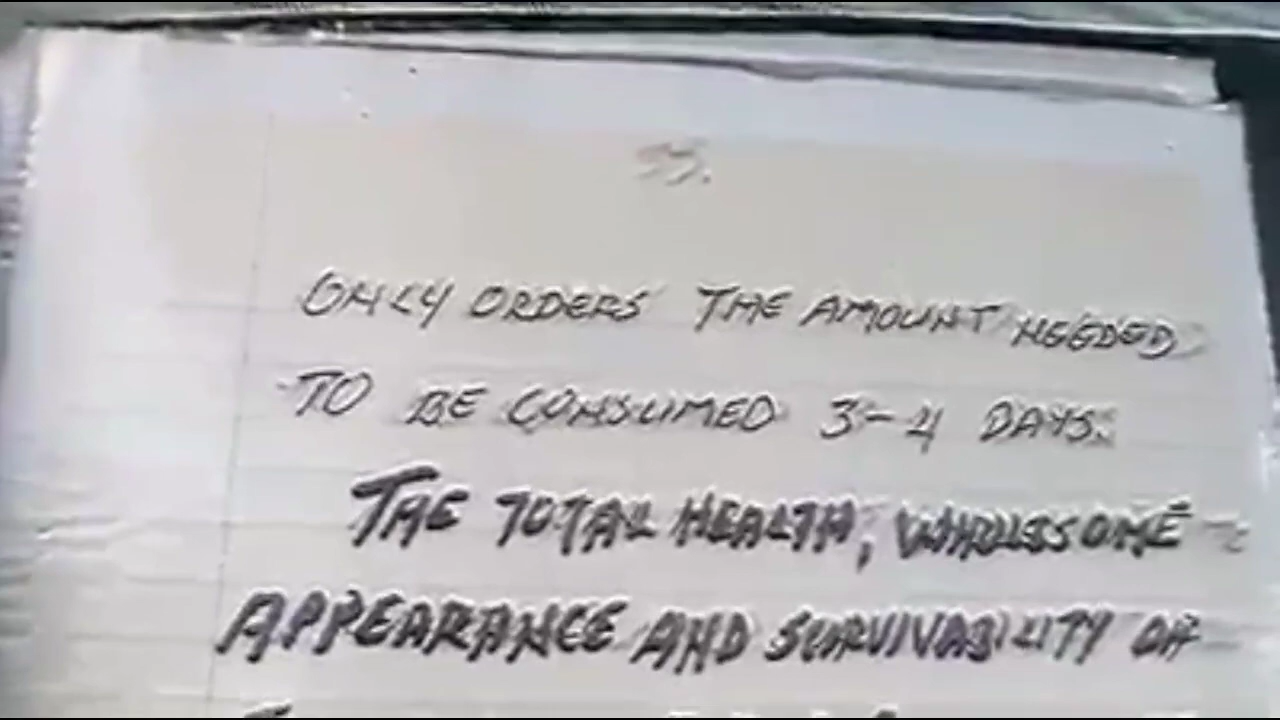 55.
ONLY ORDERS THE AMOUNT NEEDED
TO BE CONSUMED 3-4 DAYS.
THE TOTAL HEALTH, WHOLESOME
APPEARANCE AND SURVIVABILITY OF